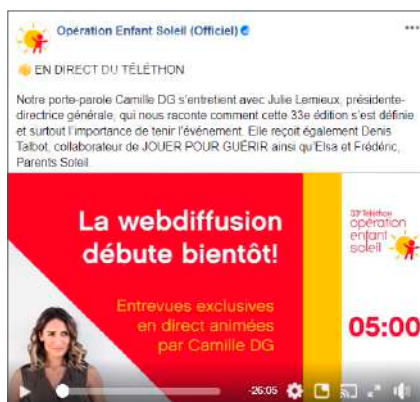 Opération Enfant Soleil (Officiel)
👋 EN DIRECT DU TÉLÉTHON
Notre porte-parole Camille DG s'entretient avec Julie Lemieux, présidente-
directrice générale, qui nous raconte comment cette 33e édition s'est définie
et surtout l'importance de tenir l'événement. Elle reçoit également Denis
Talbot, collaborateur de JOUER POUR GUÉRIR ainsi qu'Elsa et Frédéric,
Parents Soleil.
La webdiffusion
débute bientôt!
33e Téléthon
opération
enfant
soleil
Entrevues exclusives
en direct animées
par Camille DG
05:00
-26:05